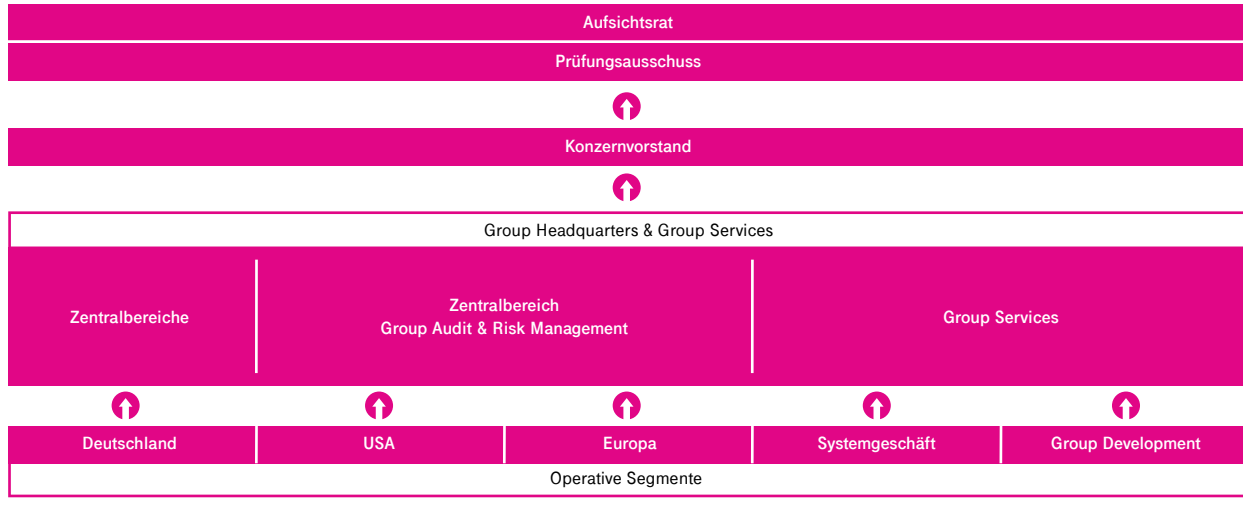 Aufsichtsrat
Prüfungsausschuss
Konzernvorstand
Group Headquarters & Group Services
Zentralbereiche
Zentralbereich
Group Audit & Risk Management
Group Services
Deutschland
USA
Europa
Systemgeschäft
Group Development
Operative Segmente